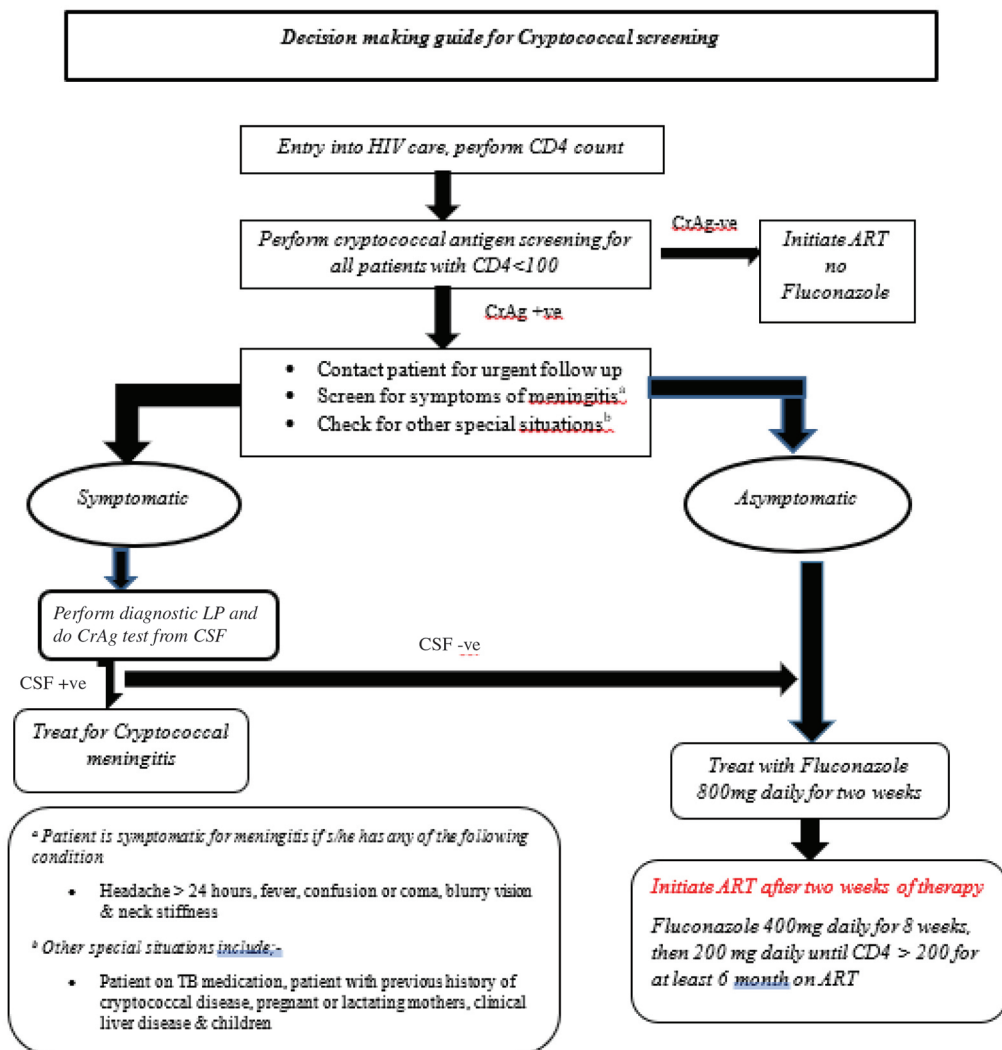 Decision making guide for Cryptococcal screening
Entry into HIV care, perform CD4 count
Perform cryptococcal antigen screening for
all patients with CD4<100
CrAg-ve
Initiate ART
no
Fluconazole
CrAg +ve
• Contact patient for urgent follow up
• Screen for symptoms of meningitisᵃ
• Check for other special situationsᵇ
Symptomatic
Asymptomatic
Perform diagnostic LP and
do CrAg test from CSF
CSF -ve
CSF +ve
Treat for Cryptococcal
meningitis
Treat with Fluconazole
800mg daily for two weeks
ᵃ Patient is symptomatic for meningitis if s/he has any of the following
condition
• Headache > 24 hours, fever, confusion or coma, blurry vision
& neck stiffness
ᵇ Other special situations include;-
• Patient on TB medication, patient with previous history of
cryptococcal disease, pregnant or lactating mothers, clinical
liver disease & children
Initiate ART after two weeks of therapy
Fluconazole 400mg daily for 8 weeks,
then 200 mg daily until CD4 > 200 for
at least 6 month on ART